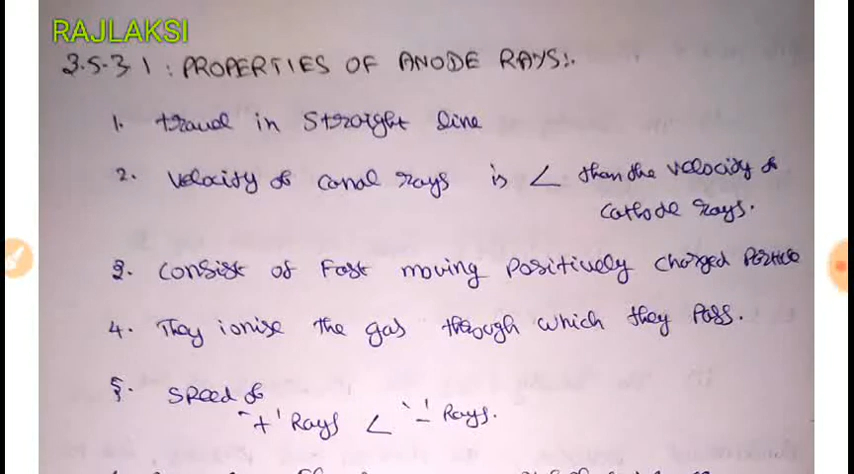 RAJLAKSI
3.5.3 1 : PROPERTIES OF ANODE RAYS:.
1. travel in straight line
2. velocity of canal rays is < than the velocity of
cathode rays.
3. consist of Fast moving Positively charged Particle
4. They ionise the gas through which they Pass.
5. speed of
'+' Rays < '-' Rays.